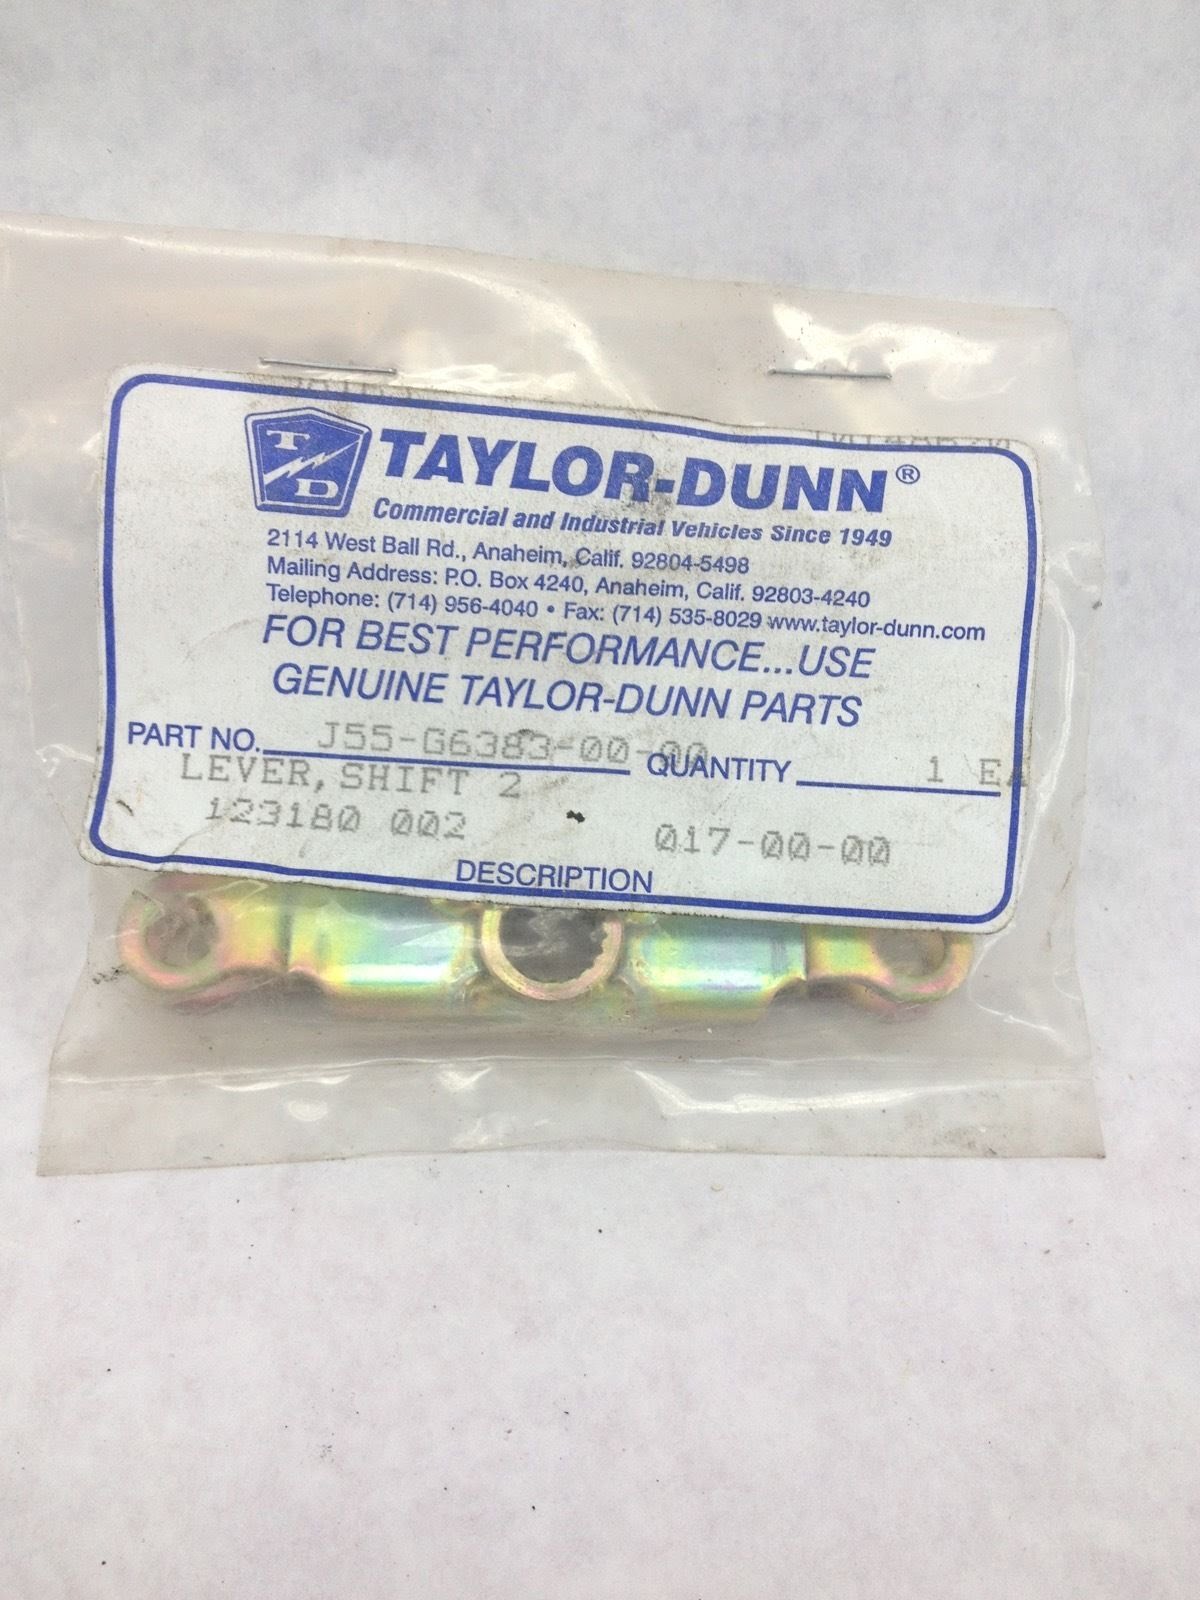 T D
TAYLOR-DUNN®
Commercial and Industrial Vehicles Since 1949
2114 West Ball Rd., Anaheim, Calif. 92804-5498
Mailing Address: P.O. Box 4240, Anaheim, Calif. 92803-4240
Telephone: (714) 956-4040 • Fax: (714) 535-8029 www.taylor-dunn.com
FOR BEST PERFORMANCE...USE
GENUINE TAYLOR-DUNN PARTS
PART NO. J55-G6383-00-00 QUANTITY 1 EA
LEVER, SHIFT 2
123180 002 017-00-00
DESCRIPTION